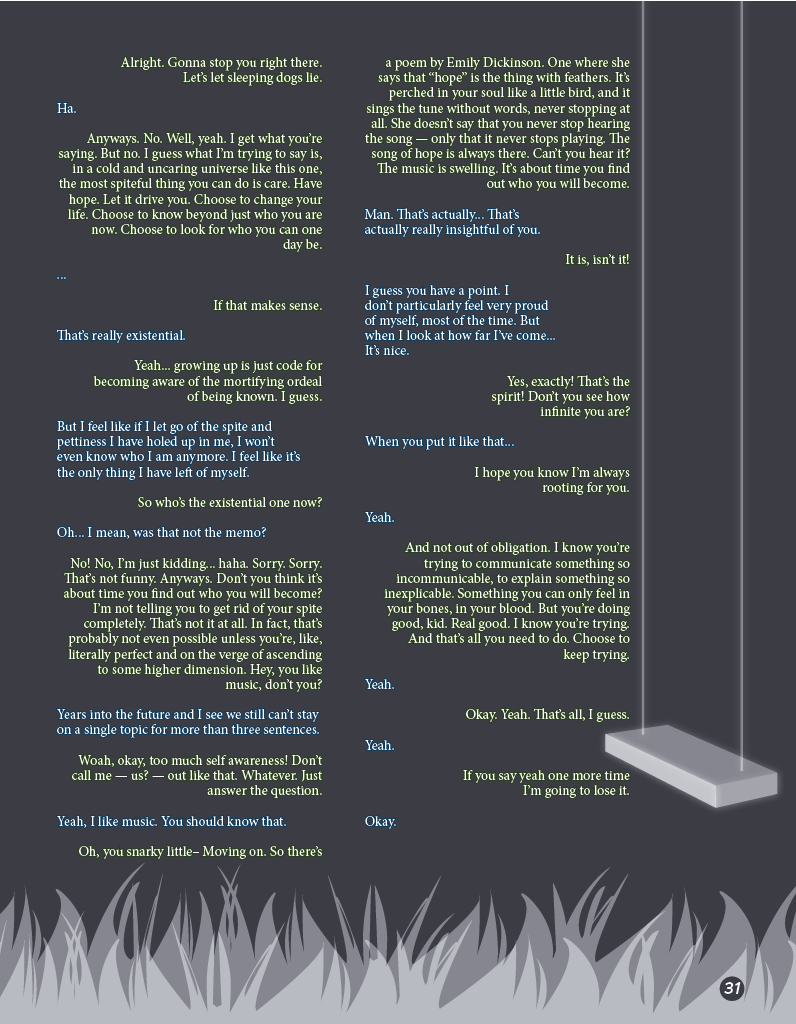 Alright. Gonna stop you right there.
Let's let sleeping dogs lie.
Ha.
Anyways. No. Well, yeah. I get what you're
saying. But no. I guess what I'm trying to say is,
in a cold and uncaring universe like this one,
the most spiteful thing you can do is care. Have
hope. Let it drive you. Choose to change your
life. Choose to know beyond just who you are
now. Choose to look for who you can one
day be.
...
If that makes sense.
That's really existential.
Yeah... growing up is just code for
becoming aware of the mortifying ordeal
of being known. I guess.
But I feel like if I let go of the spite and
pettiness I have holed up in me, I won't
even know who I am anymore. I feel like it's
the only thing I have left of myself.
So who's the existential one now?
Oh... I mean, was that not the memo?
No! No, I'm just kidding... haha. Sorry. Sorry.
That's not funny. Anyways. Don't you think it's
about time you find out who you will become?
I'm not telling you to get rid of your spite
completely. That's not it at all. In fact, that's
probably not even possible unless you're, like,
literally perfect and on the verge of ascending
to some higher dimension. Hey, you like
music, don't you?
Years into the future and I see we still can't stay
on a single topic for more than three sentences.
Woah, okay, too much self awareness! Don't
call me — us? — out like that. Whatever. Just
answer the question.
Yeah, I like music. You should know that.
Oh, you snarky little– Moving on. So there's
a poem by Emily Dickinson. One where she
says that “hope” is the thing with feathers. It's
perched in your soul like a little bird, and it
sings the tune without words, never stopping at
all. She doesn't say that you never stop hearing
the song — only that it never stops playing. The
song of hope is always there. Can't you hear it?
The music is swelling. It's about time you find
out who you will become.
Man. That's actually... That's
actually really insightful of you.
It is, isn't it!
I guess you have a point. I
don't particularly feel very proud
of myself, most of the time. But
when I look at how far I've come...
It's nice.
Yes, exactly! That's the
spirit! Don't you see how
infinite you are?
When you put it like that...
I hope you know I'm always
rooting for you.
Yeah.
And not out of obligation. I know you're
trying to communicate something so
incommunicable, to explain something so
inexplicable. Something you can only feel in
your bones, in your blood. But you're doing
good, kid. Real good. I know you're trying.
And that's all you need to do. Choose to
keep trying.
Yeah.
Okay. Yeah. That's all, I guess.
Yeah.
If you say yeah one more time
I'm going to lose it.
Okay.
31